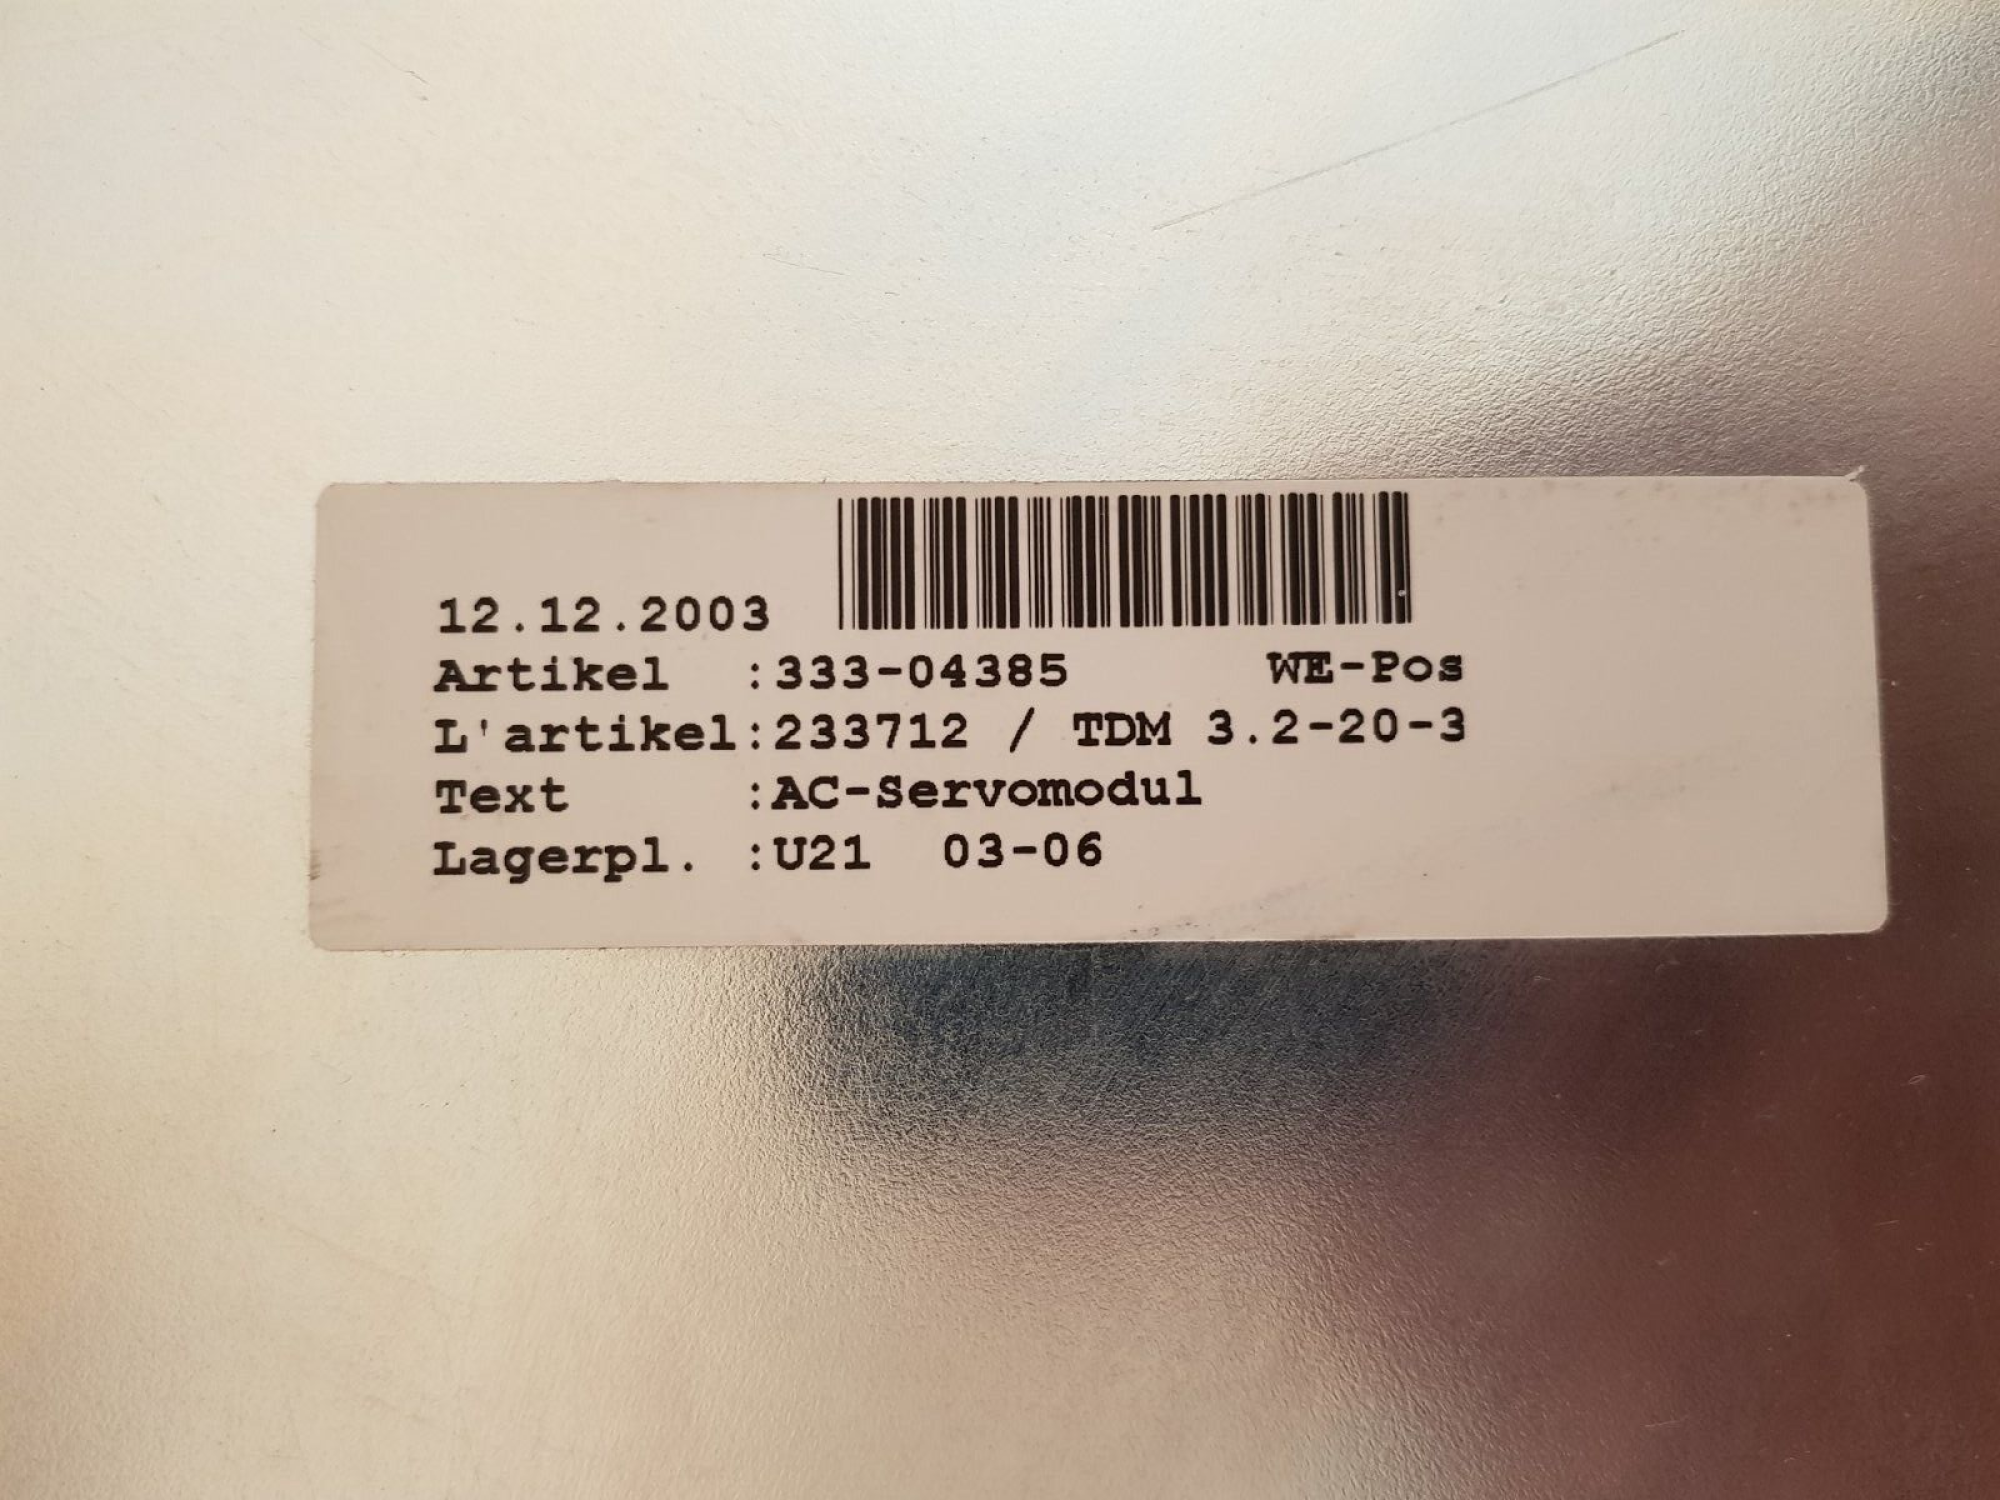 12.12.2003
Artikel :333-04385 WE-Pos
L'artikel:233712 / TDM 3.2-20-3
Text :AC-Servomodul
Lagerpl. :U21 03-06